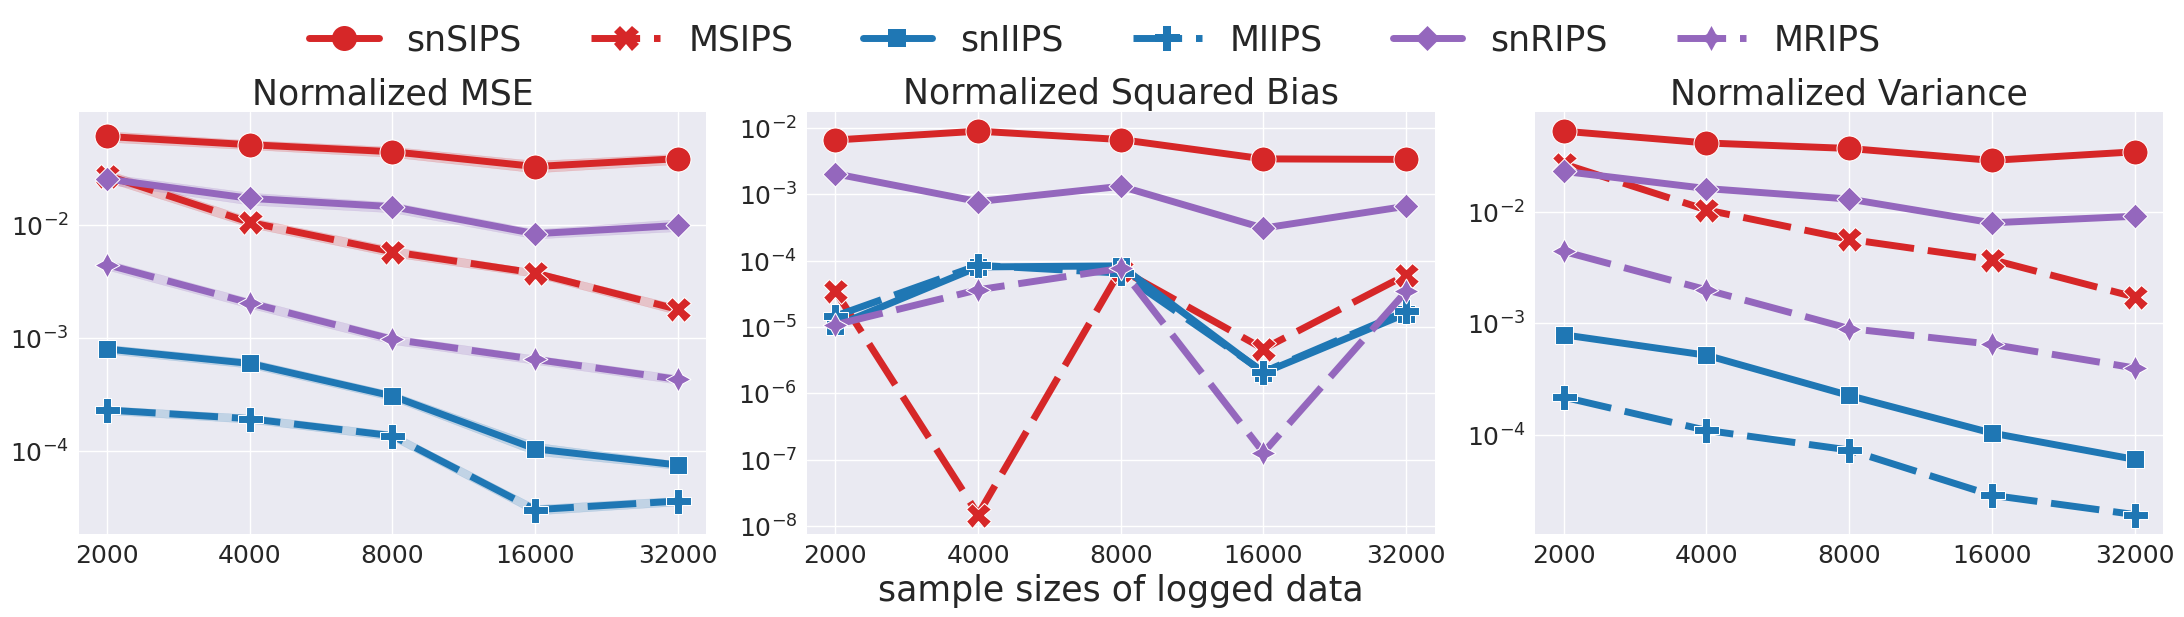 snSIPS MSIPS snIIPS MIIPS snRIPS MRIPS
Normalized MSE
10^{-2}
10^{-3}
10^{-4}
2000 4000 8000 16000 32000
Normalized Squared Bias
10^{-2}
10^{-3}
10^{-4}
10^{-5}
10^{-6}
10^{-7}
10^{-8}
2000 4000 8000 16000 32000
Normalized Variance
10^{-2}
10^{-3}
10^{-4}
2000 4000 8000 16000 32000
sample sizes of logged data